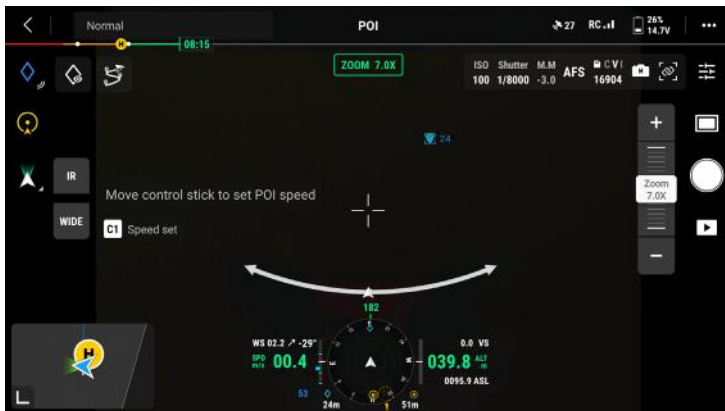 Normal
POI
27
RC
26%
14.7V
H
08:15
ZOOM 7.0X
ISO
100
Shutter
1/8000
M.M
-3.0
AFS
C V I
16904
24
IR
WIDE
Move control stick to set POI speed
C1 Speed set
+
Zoom
7.0X
−
182
WS 02.2 ↗ -29°
0.0 VS
SPD
m/s
00.4
039.8
ALT
m
0095.9 ASL
53
24m
51m
H
L